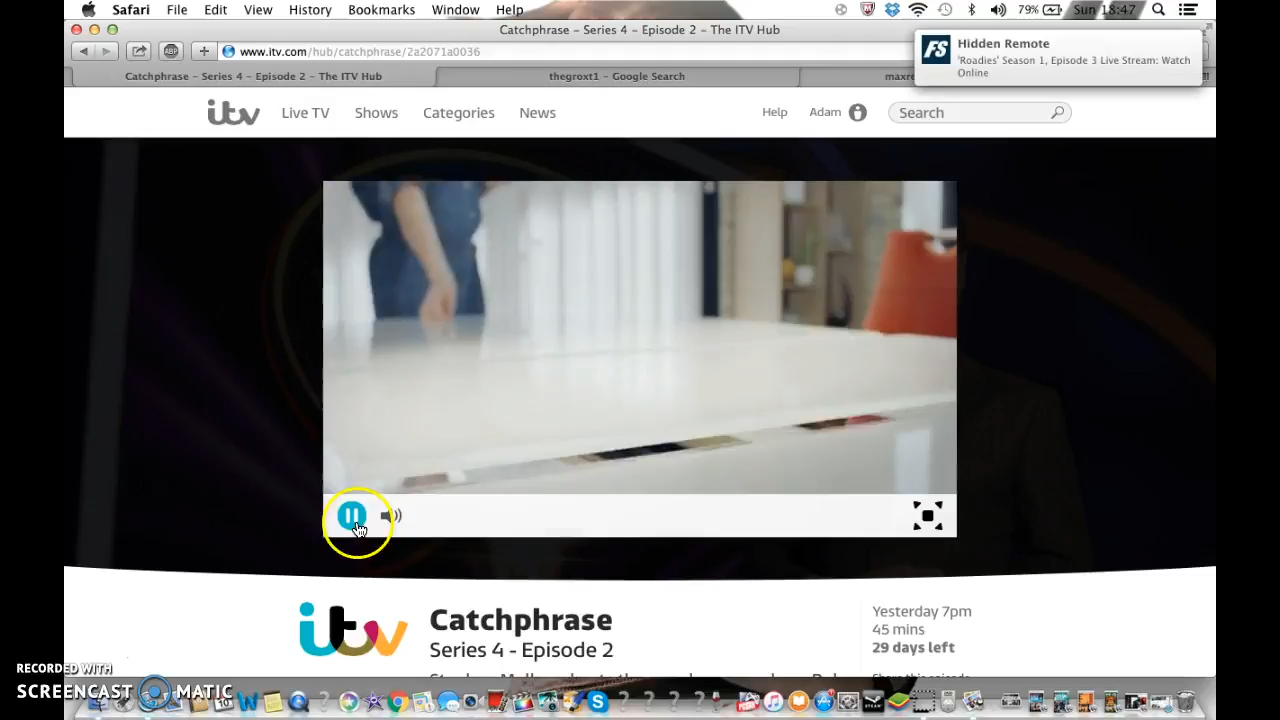 Safari File Edit View History Bookmarks Window Help 79% Sun 18:47
Catchphrase – Series 4 – Episode 2 – The ITV Hub
ABP www.itv.com/hub/catchphrase/2a2071a0036
Catchphrase – Series 4 – Episode 2 – The ITV Hub thegroxt1 – Google Search maxre
FS Hidden Remote
'Roadies' Season 1, Episode 3 Live Stream: Watch
Online
itv Live TV Shows Categories News Help Adam Search
itv Catchphrase
Series 4 - Episode 2
Yesterday 7pm
45 mins
29 days left
RECORDED WITH
SCREENCAST MATIC